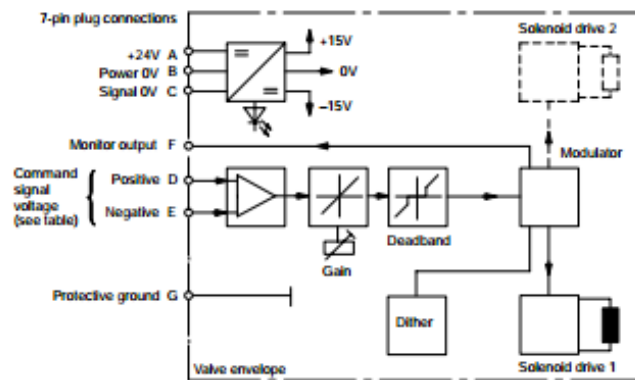 7-pin plug connections
+24V A
Power 0V B
Signal 0V C
+15V
0V
–15V
Solenoid drive 2
Monitor output F
Modulator
Command
signal
voltage
(see table)
Positive D
Negative E
Gain
Deadband
Protective ground G
Dither
Valve envelope
Solenoid drive 1